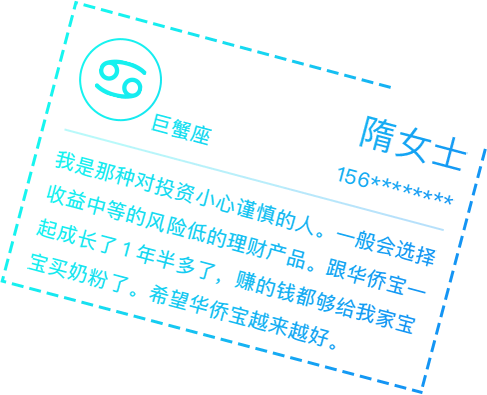 巨蟹座
隋女士
156********
我是那种对投资小心谨慎的人。一般会选择
收益中等的风险低的理财产品。跟华侨宝一
起成长了1年半多了，赚的钱都够给我家宝
宝买奶粉了。希望华侨宝越来越好。